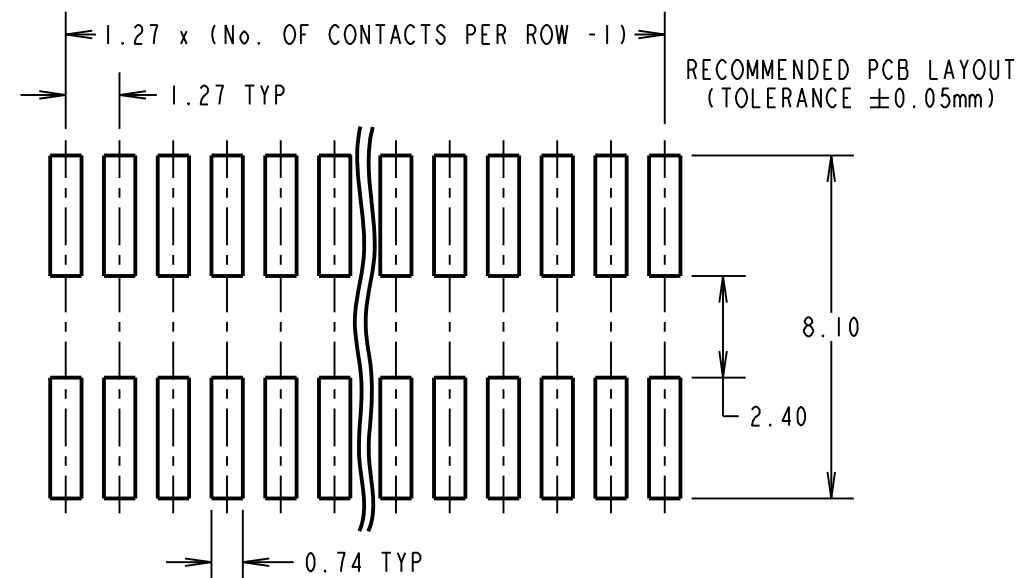 1.27 x (No. OF CONTACTS PER ROW -1)
RECOMMENDED PCB LAYOUT
(TOLERANCE ±0.05mm)
1.27 TYP
8.10
2.40
0.74 TYP